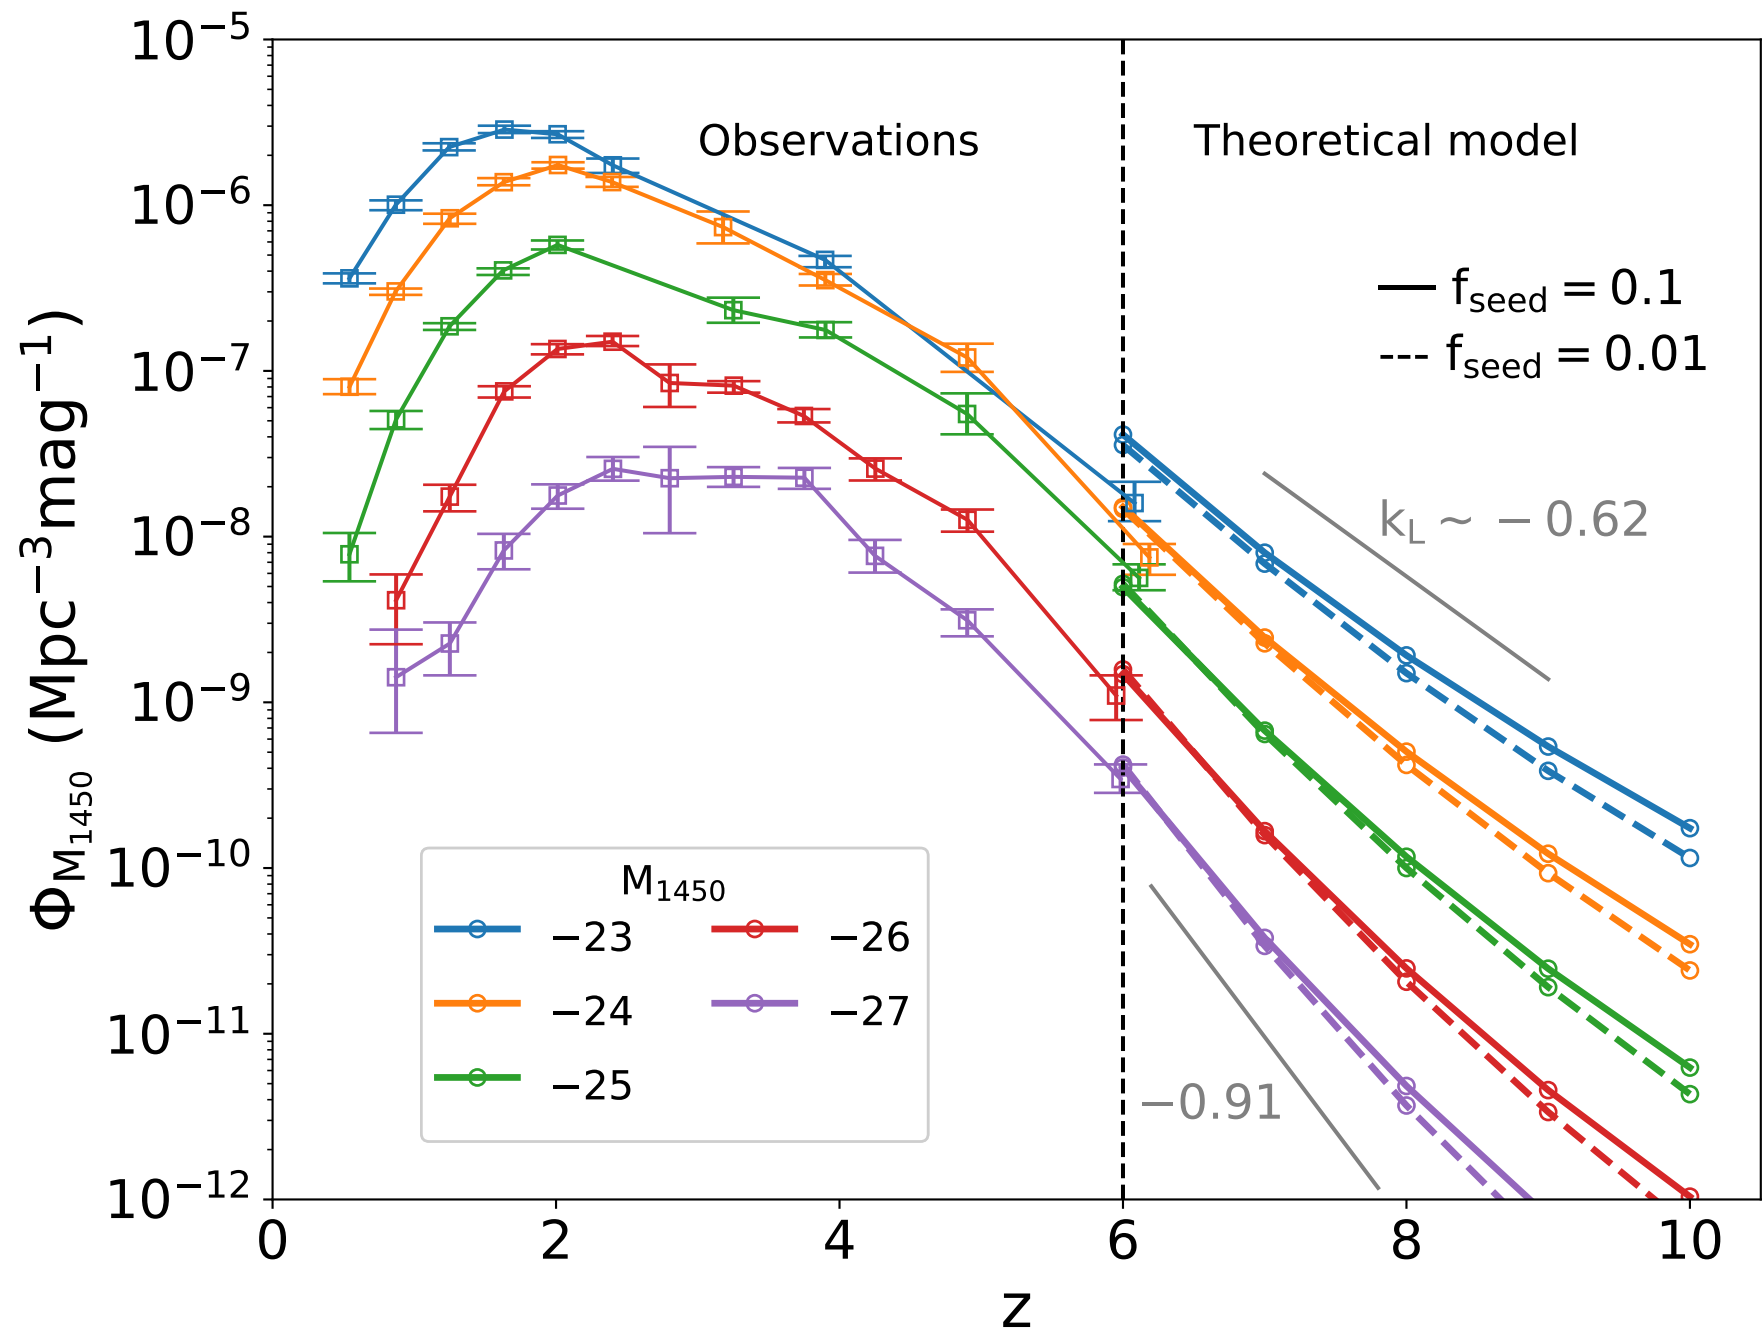 10⁻⁵
10⁻⁶
10⁻⁷
10⁻⁸
10⁻⁹
10⁻¹⁰
10⁻¹¹
10⁻¹²
Φ_M₁₄₅₀ (Mpc⁻³mag⁻¹)
Observations
Theoretical model
f_seed = 0.1
f_seed = 0.01
k_L ~ − 0.62
−0.91
M₁₄₅₀
−23
−24
−25
−26
−27
0 2 4 6 8 10
z